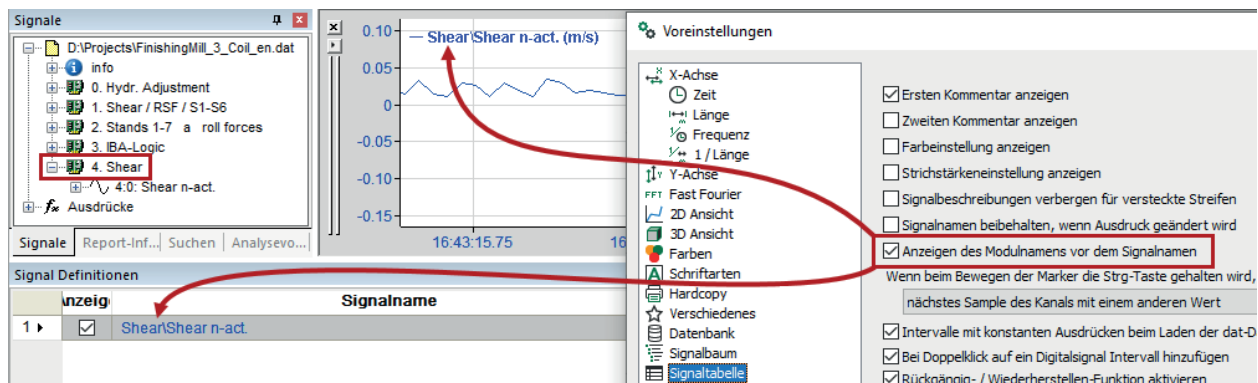 Signale
D:\Projects\FinishingMill_3_Coil_en.dat
info
0. Hydr. Adjustment
1. Shear / RSF / S1-S6
2. Stands 1-7 a roll forces
3. IBA-Logic
4. Shear
4:0: Shear n-act.
fx Ausdrücke
Signale Report-Inf... Suchen Analysevo...
0.10
0.05
0
-0.05
-0.10
-0.15
Shear\Shear n-act. (m/s)
16:43:15.75 16
Signal Definitionen
Anzeig Signalname
1 Shear\Shear n-act.
Voreinstellungen
X-Achse
Zeit
Länge
Frequenz
1 / Länge
Y-Achse
FFT Fast Fourier
2D Ansicht
3D Ansicht
Farben
A Schriftarten
Hardcopy
Verschiedenes
Datenbank
Signalbaum
Signaltabelle
Ersten Kommentar anzeigen
Zweiten Kommentar anzeigen
Farbeinstellung anzeigen
Strichstärkeneinstellung anzeigen
Signalbeschreibungen verbergen für versteckte Streifen
Signalnamen beibehalten, wenn Ausdruck geändert wird
Anzeigen des Modulnamens vor dem Signalnamen
Wenn beim Bewegen der Marker die Strg-Taste gehalten wird,
nächstes Sample des Kanals mit einem anderen Wert
Intervalle mit konstanten Ausdrücken beim Laden der dat-D
Bei Doppelklick auf ein Digitalsignal Intervall hinzufügen
Rückgängig- / Wiederherstellen-Funktion aktivieren